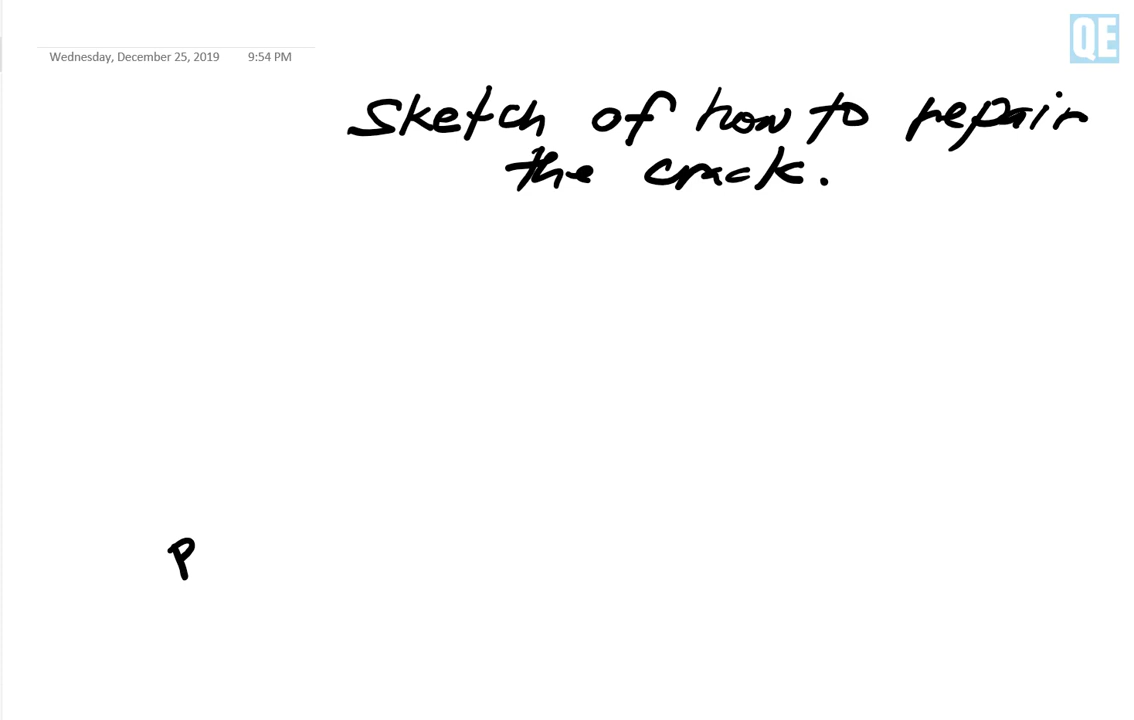 QE
Wednesday, December 25, 2019 9:54 PM
sketch of how to repair
the crack.
P